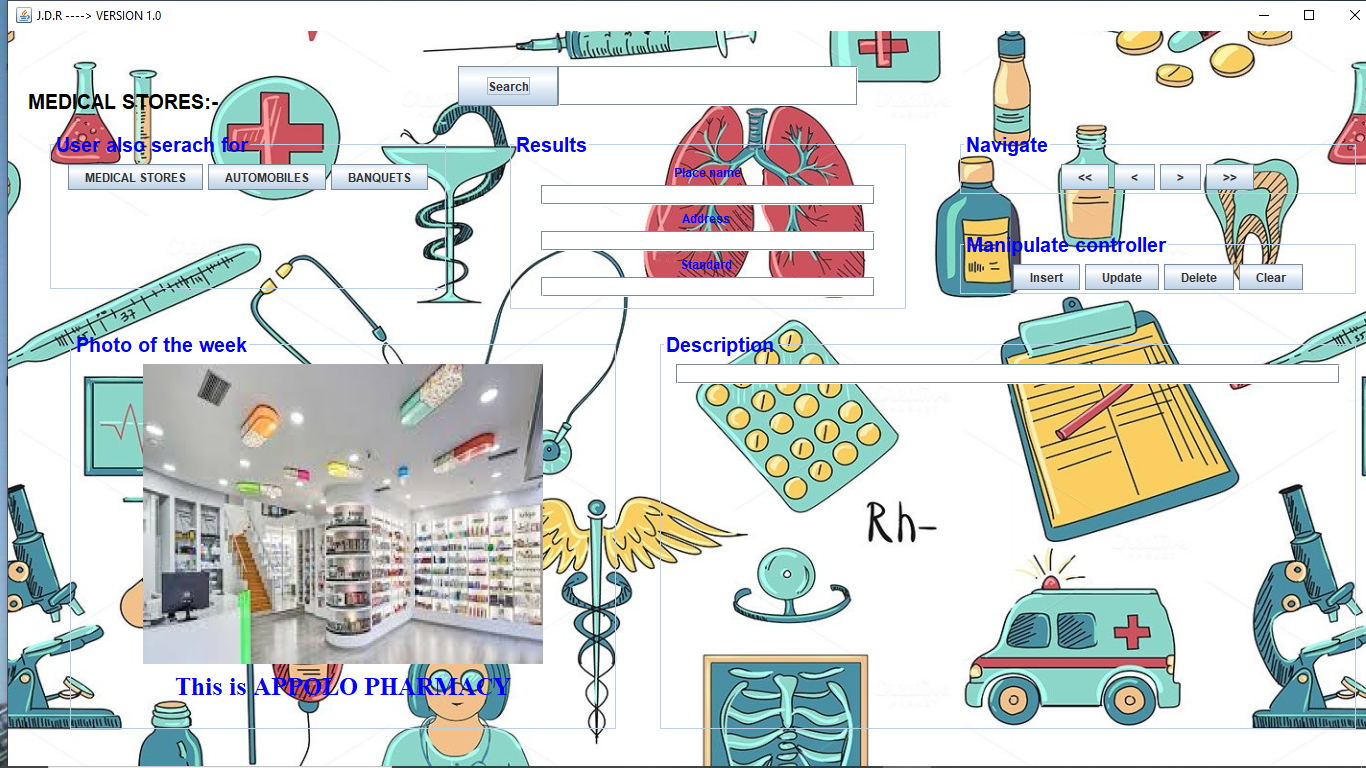 J.D.R ----> VERSION 1.0
Search
MEDICAL STORES:-
User also serach for
MEDICAL STORES AUTOMOBILES BANQUETS
Results
Place name
Address
Standard
Navigate
<< < > >>
Manipulate controller
Insert Update Delete Clear
Photo of the week
This is APPOLO PHARMACY
Description
Rh-
37